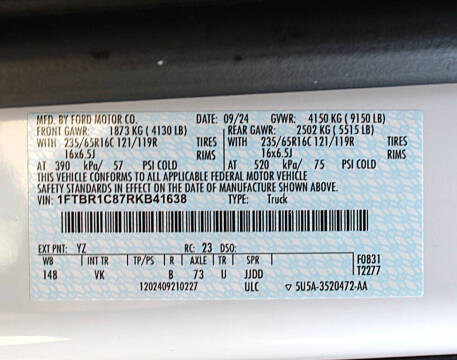 MFD. BY FORD MOTOR CO. DATE: 09/24 GVWR: 4150 KG ( 9150 LB)
FRONT GAWR: 1873 KG ( 4130 LB) REAR GAWR: 2502 KG ( 5515 LB)
WITH 235/65R16C 121/119R TIRES WITH 235/65R16C 121/119R TIRES
16x6.5J RIMS 16x6.5J RIMS
AT 390 kPa/ 57 PSI COLD AT 520 kPa/ 75 PSI COLD
THIS VEHICLE CONFORMS TO ALL APPLICABLE FEDERAL MOTOR VEHICLE
SAFETY STANDARDS IN EFFECT ON THE DATE OF MANUFACTURE SHOWN ABOVE.
VIN: 1FTBR1C87RKB41638 TYPE: Truck
EXT PNT: YZ RC: 23 DSO:
WB INT TR TP/PS R AXLE TR SPR F0831
148 VK B 73 U JJDD T2277
1202409210227 ULC 5U5A-3520472-AA